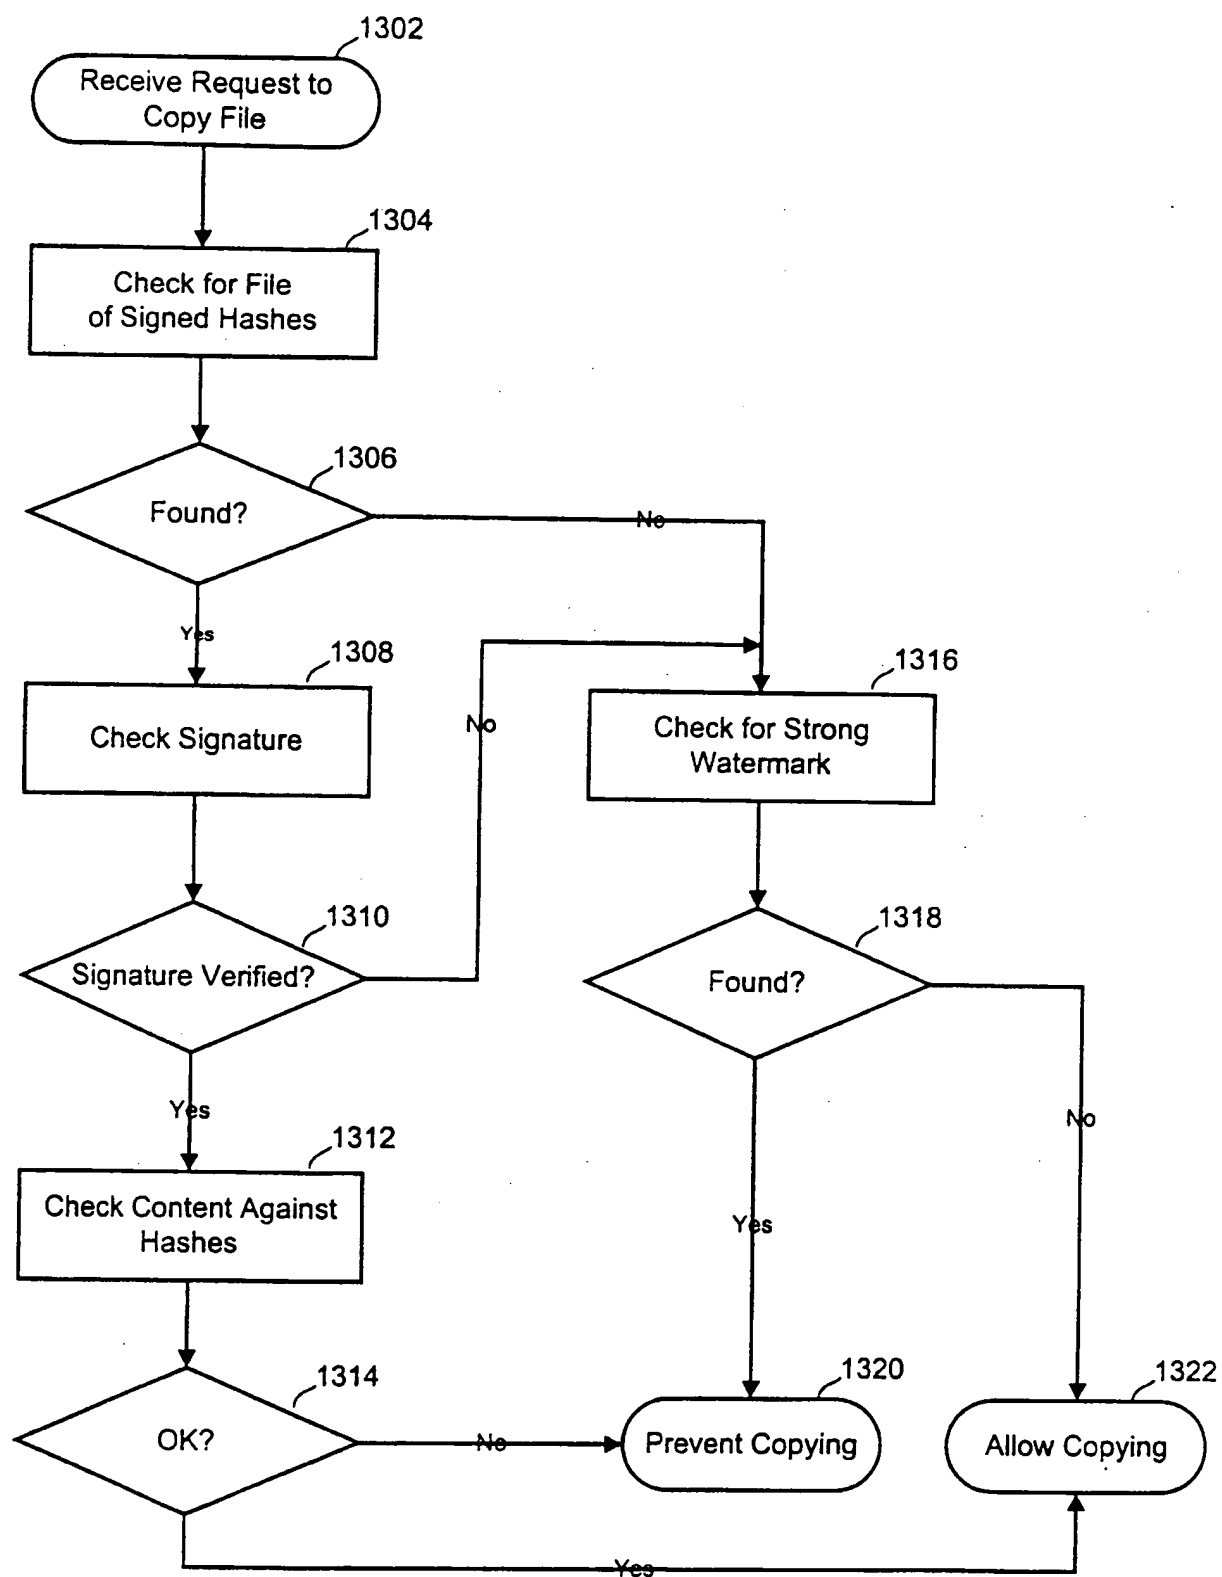 1302
Receive Request to
Copy File
1304
Check for File
of Signed Hashes
1306
Found?
No
Yes
1308
Check Signature
No
1316
Check for Strong
Watermark
1310
Signature Verified?
1318
Found?
Yes
No
1312
Check Content Against
Hashes
Yes
1314
OK?
No
1320
Prevent Copying
1322
Allow Copying
Yes